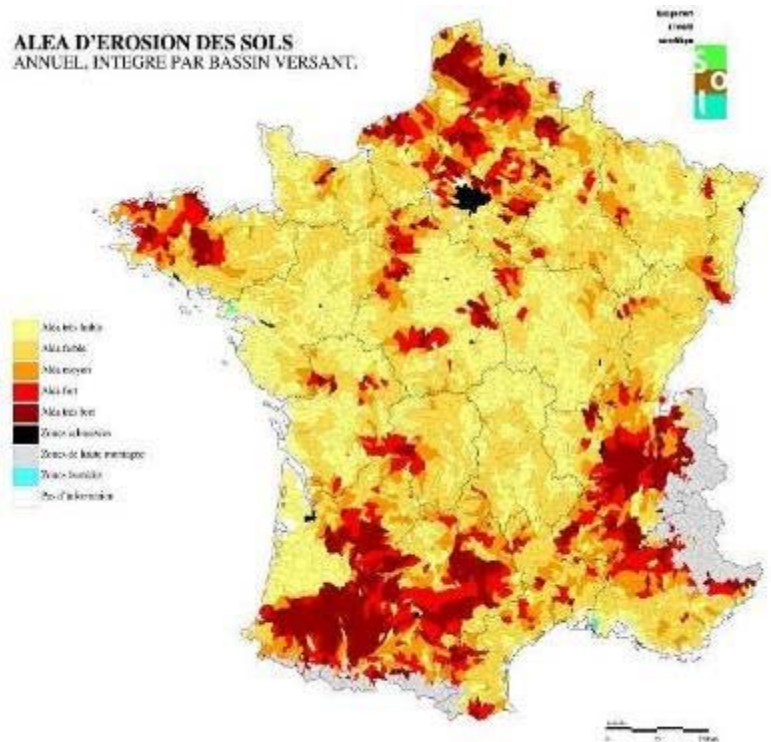 ALEA D'EROSION DES SOLS
ANNUEL, INTEGRE PAR BASSIN VERSANT.
S
O
L
Aléa très faible
Aléa faible
Aléa moyen
Aléa fort
Aléa très fort
Zones urbanisées
Zones de haute montagne
Zones humides
Pas d'information